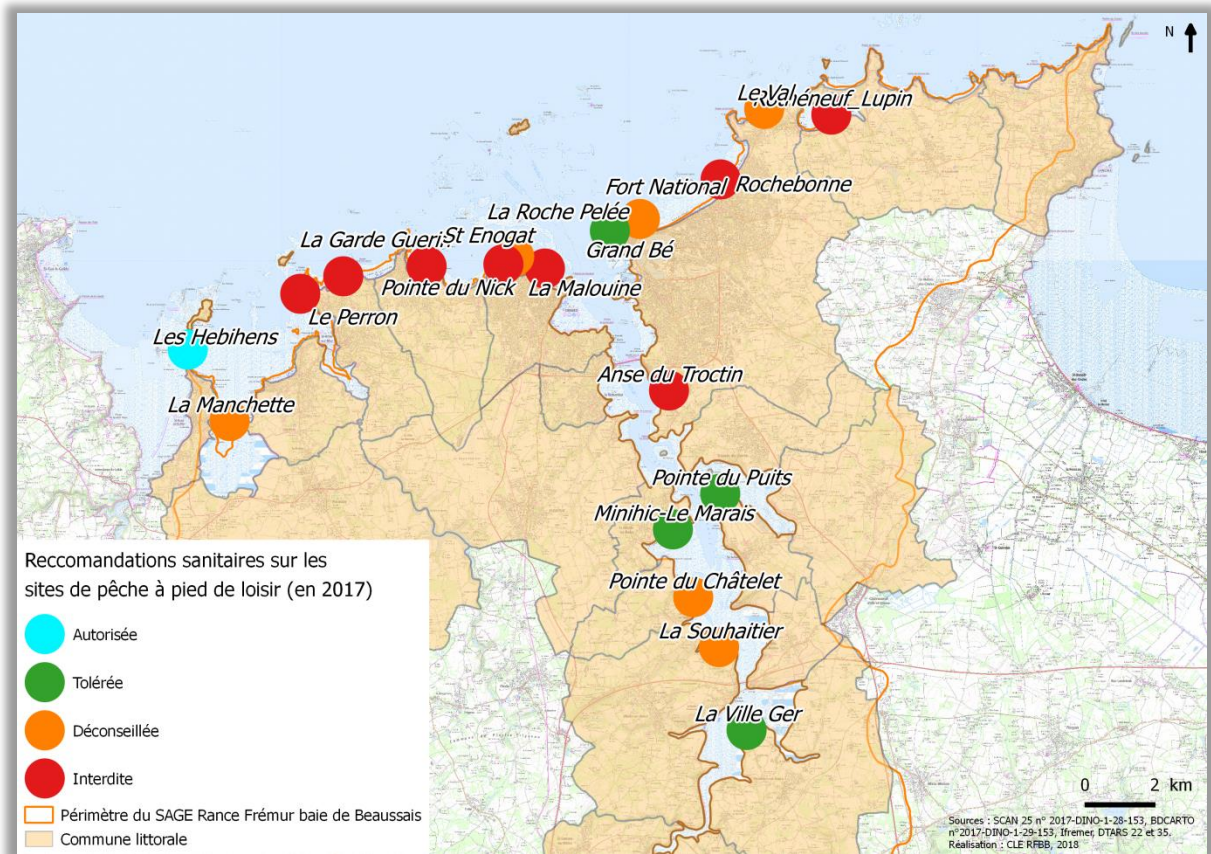 N
Le Val
Rothéneuf_Lupin
Fort National
Rochebonne
La Roche Pelée
Grand Bé
La Garde Guerin
St Enogat
Pointe du Nick
La Malouine
Le Perron
Les Hebihens
La Manchette
Anse du Troctin
Pointe du Puits
Minihic-Le Marais
Pointe du Châtelet
La Souhaitier
La Ville Ger
Reccomandations sanitaires sur les
sites de pêche à pied de loisir (en 2017)
Autorisée
Tolérée
Déconseillée
Interdite
Périmètre du SAGE Rance Frémur baie de Beaussais
Commune littorale
0 2 km
Sources : SCAN 25 n° 2017-DINO-1-28-153, BDCARTO
n°2017-DINO-1-29-153, Ifremer, DTARS 22 et 35.
Réalisation : CLE RFBB, 2018